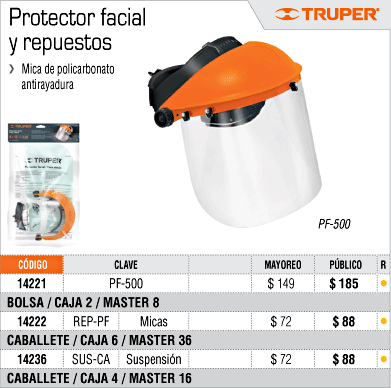 Protector facial
y repuestos
TRUPER®
› Mica de policarbonato
antirayadura
TRUPER
PF-500
CÓDIGO CLAVE MAYOREO PÚBLICO R
14221 PF-500 $ 149 $ 185
BOLSA / CAJA 2 / MASTER 8
14222 REP-PF Micas $ 72 $ 88
CABALLETE / CAJA 6 / MASTER 36
14236 SUS-CA Suspensión $ 72 $ 88
CABALLETE / CAJA 4 / MASTER 16